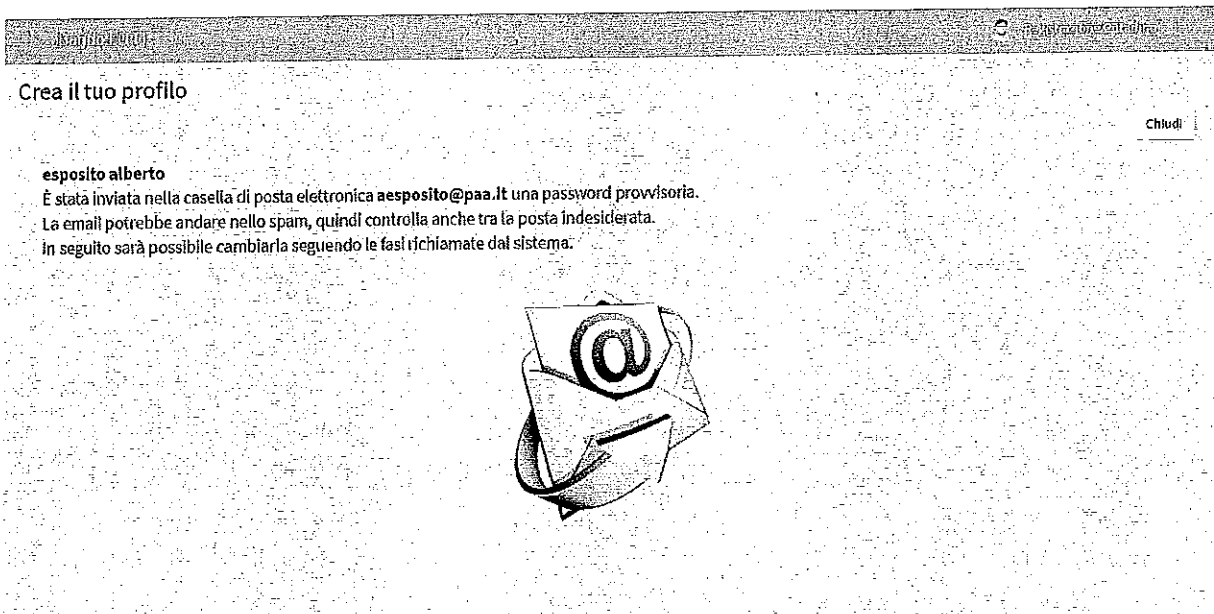 Crea il tuo profilo
Chiudi
esposito alberto
È stata inviata nella casella di posta elettronica aesposito@paa.it una password provvisoria.
La email potrebbe andare nello spam, quindi controlla anche tra la posta indesiderata.
In seguito sarà possibile cambiarla seguendo le fasi richiamate dal sistema.
@